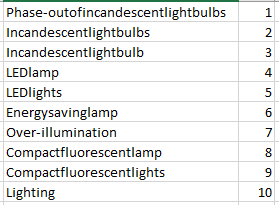 Phase-outofincandescentlightbulbs 1
Incandescentlightbulbs 2
Incandescentlightbulb 3
LEDlamp 4
LEDlights 5
Energysavinglamp 6
Over-illumination 7
Compactfluorescentlamp 8
Compactfluorescentlights 9
Lighting 10